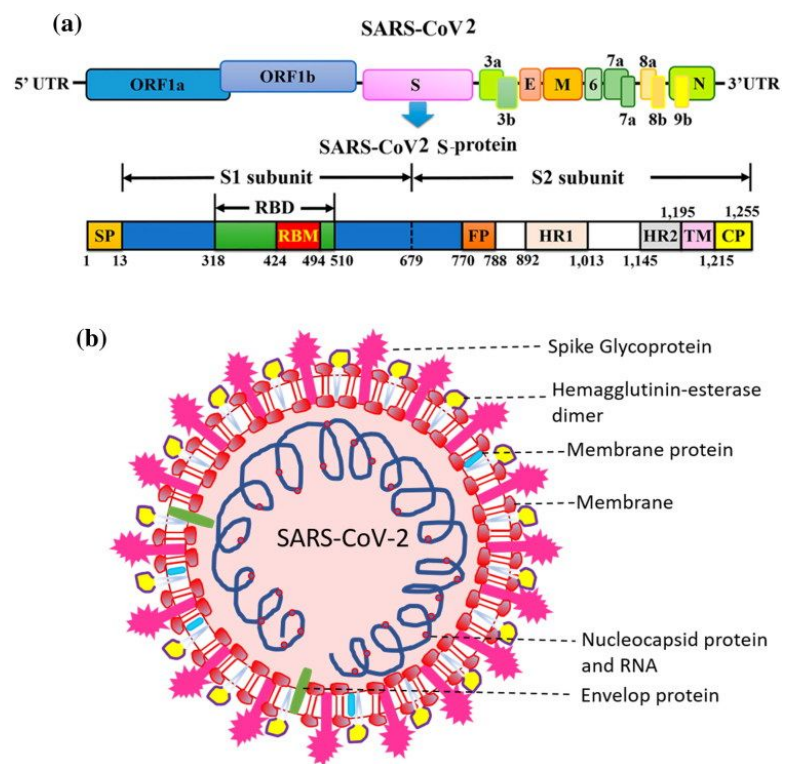 (a)
SARS-CoV2
3a 7a 8a
5' UTR ORF1a ORF1b S E M 6 N 3'UTR
3b 7a 8b 9b
SARS-CoV2 S-protein
S1 subunit S2 subunit
RBD 1,195 1,255
SP RBM FP HR1 HR2 TM CP
1 13 318 424 494 510 679 770 788 892 1,013 1,145 1,215
(b)
Spike Glycoprotein
Hemagglutinin-esterase
dimer
Membrane protein
Membrane
SARS-CoV-2
Nucleocapsid protein
and RNA
Envelop protein